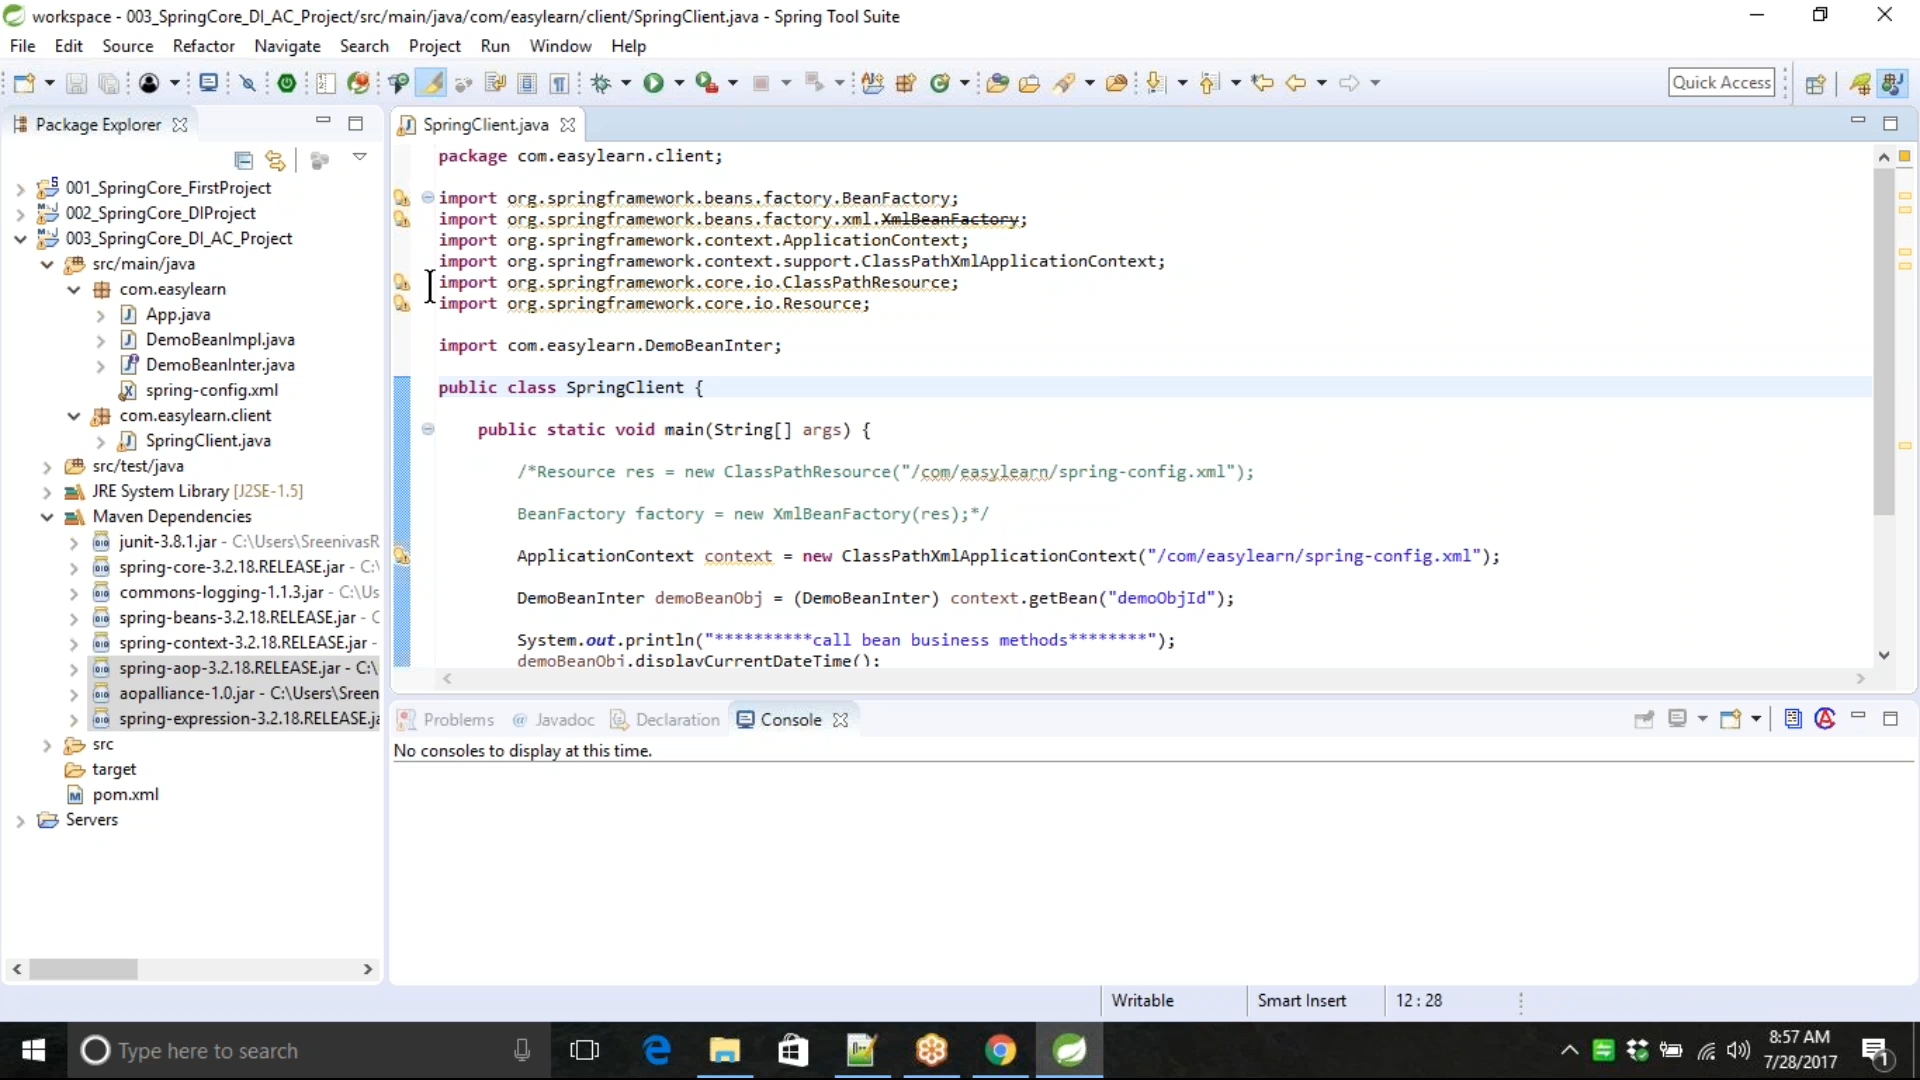 workspace - 003_SpringCore_DI_AC_Project/src/main/java/com/easylearn/client/SpringClient.java - Spring Tool Suite
File Edit Source Refactor Navigate Search Project Run Window Help
Quick Access
Package Explorer
001_SpringCore_FirstProject
002_SpringCore_DIProject
003_SpringCore_DI_AC_Project
src/main/java
com.easylearn
App.java
DemoBeanImpl.java
DemoBeanInter.java
spring-config.xml
com.easylearn.client
SpringClient.java
src/test/java
JRE System Library [J2SE-1.5]
Maven Dependencies
junit-3.8.1.jar - C:\Users\SreenivasR
spring-core-3.2.18.RELEASE.jar - C:\
commons-logging-1.1.3.jar - C:\Us
spring-beans-3.2.18.RELEASE.jar - C
spring-context-3.2.18.RELEASE.jar -
spring-aop-3.2.18.RELEASE.jar - C:\
aopalliance-1.0.jar - C:\Users\Sreen
spring-expression-3.2.18.RELEASE.ja
src
target
pom.xml
Servers
SpringClient.java
package com.easylearn.client;
import org.springframework.beans.factory.BeanFactory;
import org.springframework.beans.factory.xml.XmlBeanFactory;
import org.springframework.context.ApplicationContext;
import org.springframework.context.support.ClassPathXmlApplicationContext;
import org.springframework.core.io.ClassPathResource;
import org.springframework.core.io.Resource;
import com.easylearn.DemoBeanInter;
public class SpringClient {
public static void main(String[] args) {
/*Resource res = new ClassPathResource("/com/easylearn/spring-config.xml");
BeanFactory factory = new XmlBeanFactory(res);*/
ApplicationContext context = new ClassPathXmlApplicationContext("/com/easylearn/spring-config.xml");
DemoBeanInter demoBeanObj = (DemoBeanInter) context.getBean("demoObjId");
System.out.println("**********call bean business methods********");
demoBeanObj.displayCurrentDateTime();
Problems Javadoc Declaration Console
No consoles to display at this time.
Writable Smart Insert 12 : 28
Type here to search
8:57 AM
7/28/2017
1